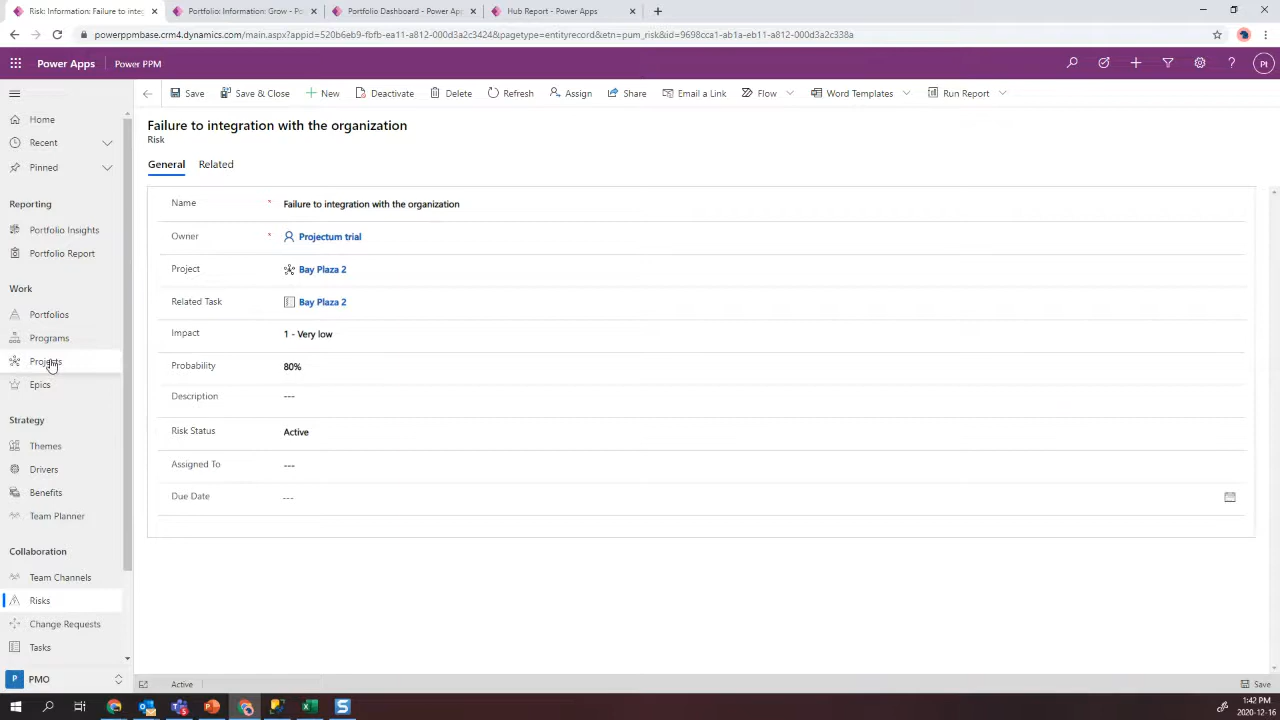 Risk: Failure to integ
Portfolio: Information: Grow - Po
Portfolio Dashboard - Power Ap
Hub Report - Power Apps
powerppmbase.crm4.dynamics.com/main.aspx?appid=520b6eb9-fbfb-ea11-a812-000d3a2c3424&pagetype=entityrecord&etn=pum_risk&id=9698cca1-ab1a-eb11-a812-000d3a2c338a
Power Apps
Power PPM
PI
Save
Save & Close
New
Deactivate
Delete
Refresh
Assign
Share
Email a Link
Flow
Word Templates
Run Report
Home
Recent
Pinned
Reporting
Portfolio Insights
Portfolio Report
Work
Portfolios
Programs
Projects
Epics
Strategy
Themes
Drivers
Benefits
Team Planner
Collaboration
Team Channels
Risks
Change Requests
Tasks
P PMO
Failure to integration with the organization
Risk
General
Related
Name * Failure to integration with the organization
Owner * Projectum trial
Project Bay Plaza 2
Related Task Bay Plaza 2
Impact 1 - Very low
Probability 80%
Description ---
Risk Status Active
Assigned To ---
Due Date ---
Active
Save
1:42 PM
2020-12-16